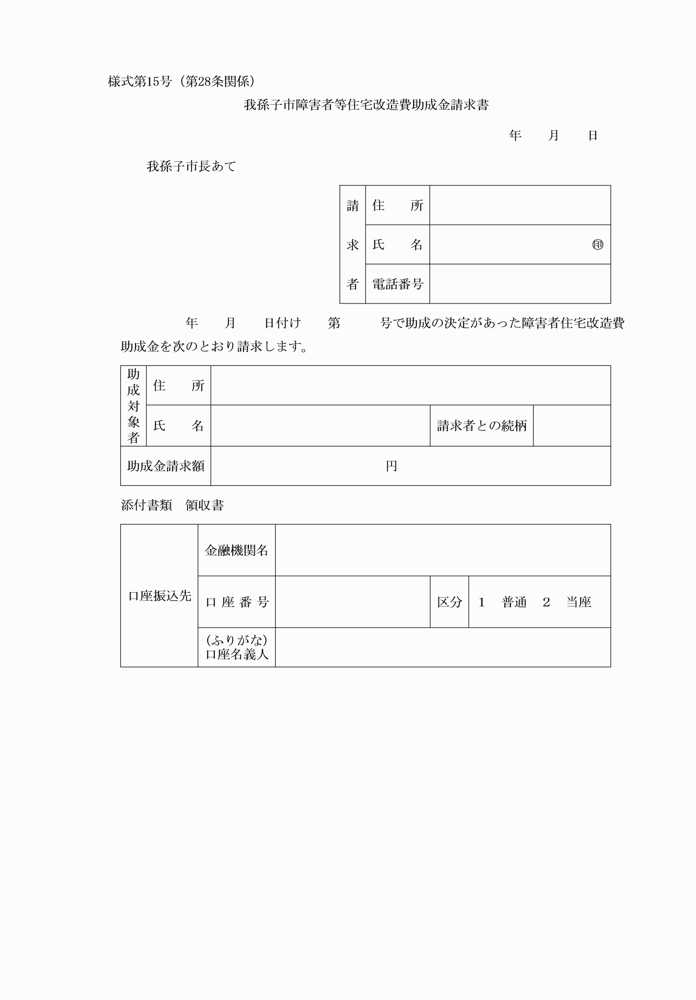 様式第15号（第28条関係）
我孫子市障害者等住宅改造費助成金請求書
年　　月　　日
我孫子市長あて
請求者
住　　所
氏　　名　　㊞
電話番号
年　　月　　日付け　　第　　　号で助成の決定があった障害者住宅改造費
助成金を次のとおり請求します。
助成対象者
住　　所
氏　　名　　請求者との続柄
助成金請求額　　円
添付書類　領収書
口座振込先
金融機関名
口座番号　　区分　１　普通　２　当座
（ふりがな）
口座名義人